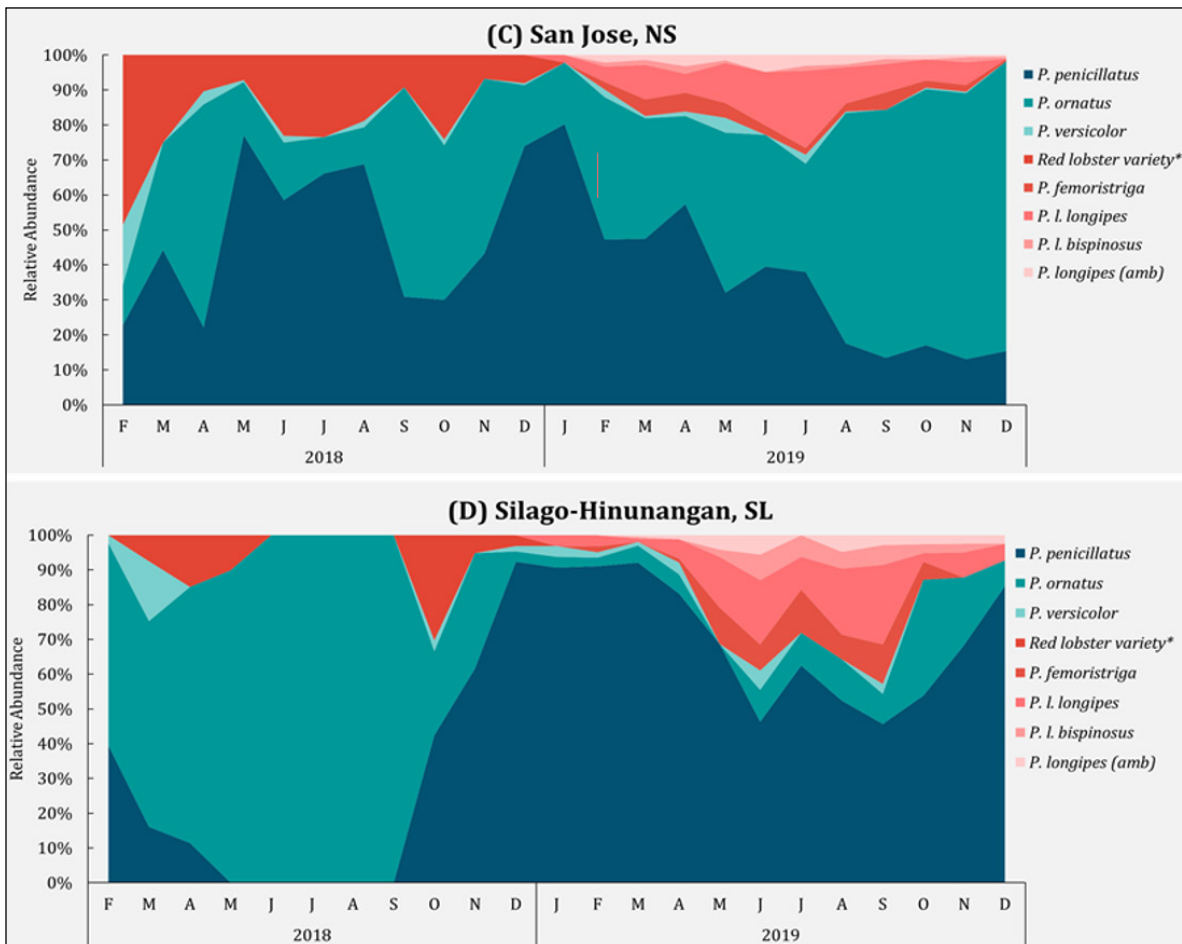 (C) San Jose, NS
100%
90%
80%
70%
60%
50%
40%
30%
20%
10%
0%
Relative Abundance
F M A M J J A S O N D J F M A M J J A S O N D
2018 2019
P. penicillatus
P. ornatus
P. versicolor
Red lobster variety*
P. femoristriga
P. l. longipes
P. l. bispinosus
P. longipes (amb)
(D) Silago-Hinunangan, SL
100%
90%
80%
70%
60%
50%
40%
30%
20%
10%
0%
Relative Abundance
F M A M J J A S O N D J F M A M J J A S O N D
2018 2019
P. penicillatus
P. ornatus
P. versicolor
Red lobster variety*
P. femoristriga
P. l. longipes
P. l. bispinosus
P. longipes (amb)